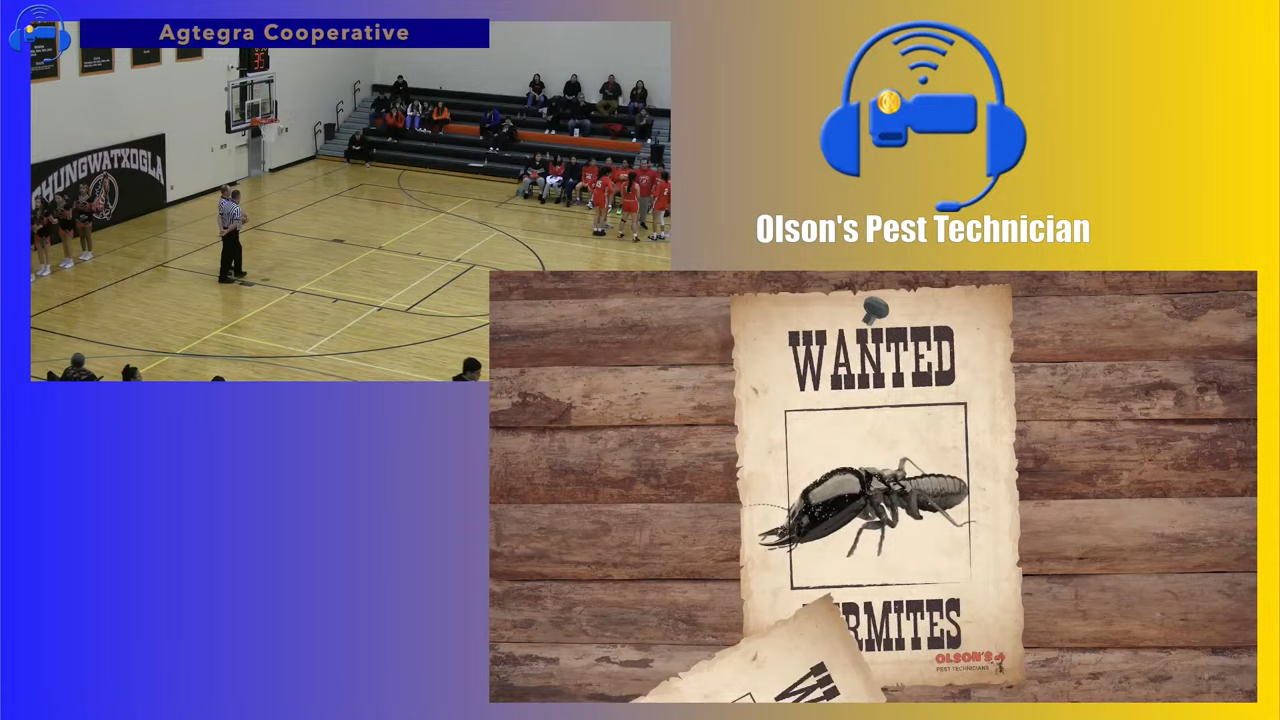 Agtegra Cooperative
35
HUNGWATXOGLA
Olson's Pest Technician
WANTED
RMITES
OLSON'S
PEST TECHNICIANS
W